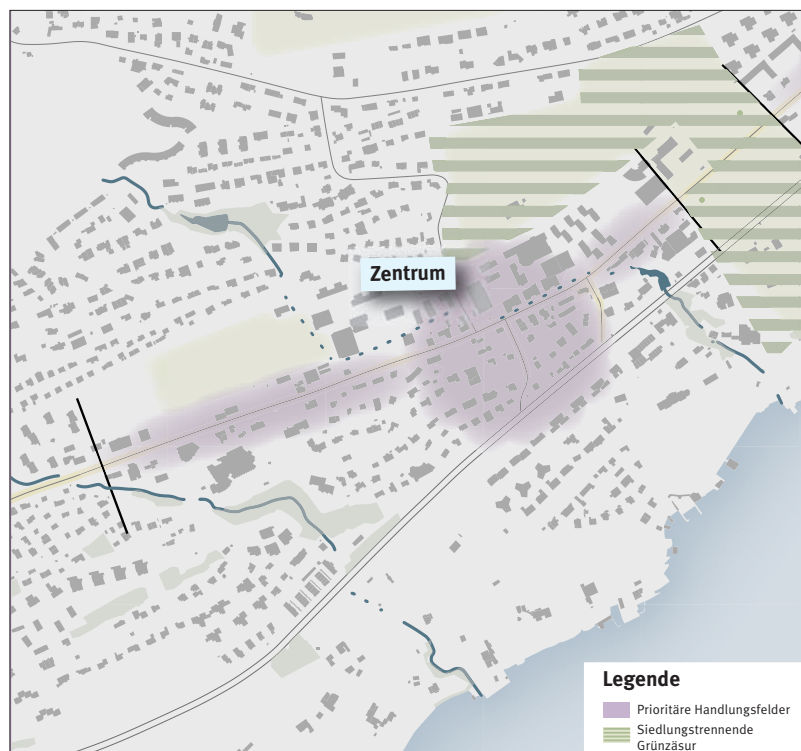 Zentrum
Legende
Prioritäre Handlungsfelder
Siedlungstrennende
Grünzäsur